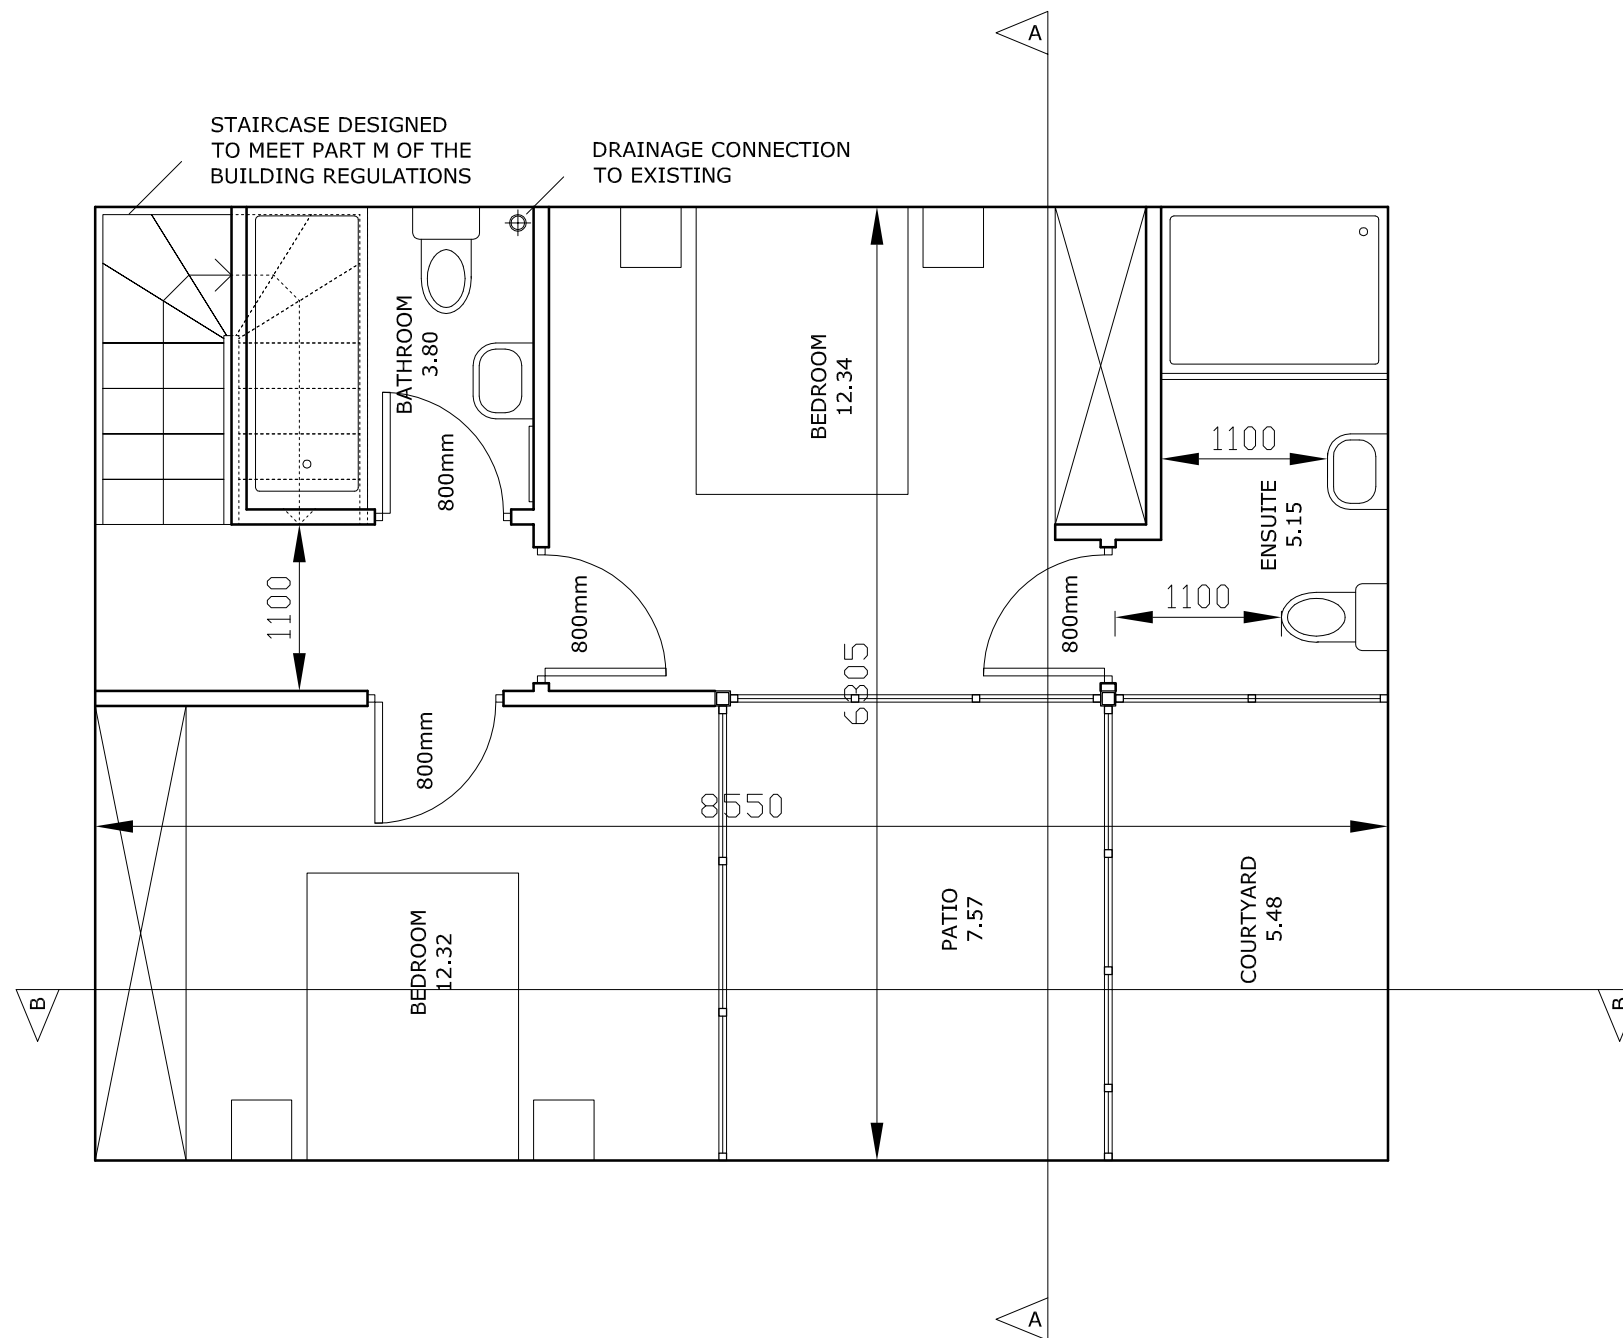 A
STAIRCASE DESIGNED
TO MEET PART M OF THE
BUILDING REGULATIONS
DRAINAGE CONNECTION
TO EXISTING
BATHROOM
3.80
BEDROOM
12.34
800mm
1100
ENSUITE
5.15
1100
800mm
800mm
1100
6305
800mm
8550
BEDROOM
12.32
PATIO
7.57
COURTYARD
5.48
B
B
A